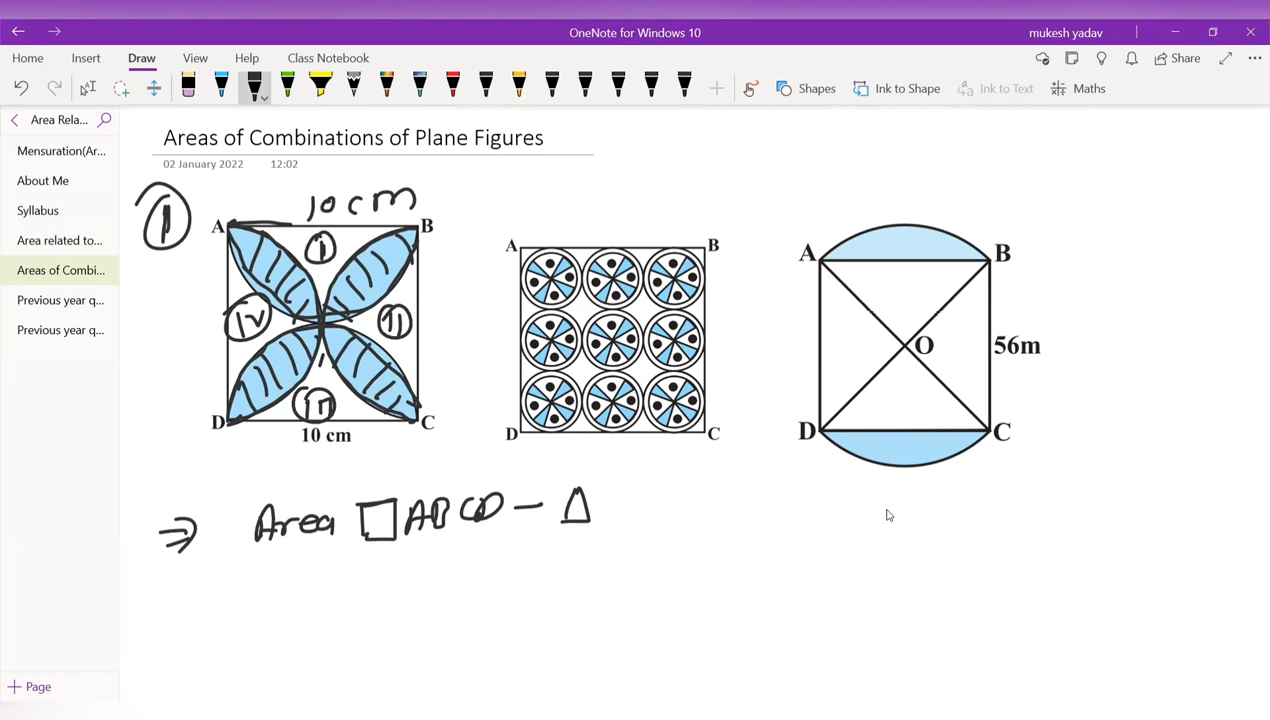 OneNote for Windows 10
mukesh yadav
Home Insert Draw View Help Class Notebook
Share
Shapes Ink to Shape Ink to Text Maths
Area Rela...
Mensuration(Ar...
About Me
Syllabus
Area related to...
Areas of Combi...
Previous year q...
Previous year q...
Page
Areas of Combinations of Plane Figures
02 January 2022 12:02
10 cm
A B
I
IV II
III
D C
10 cm
A B
D C
A B
O 56m
D C
⇒ Area □ ABCD − Δ